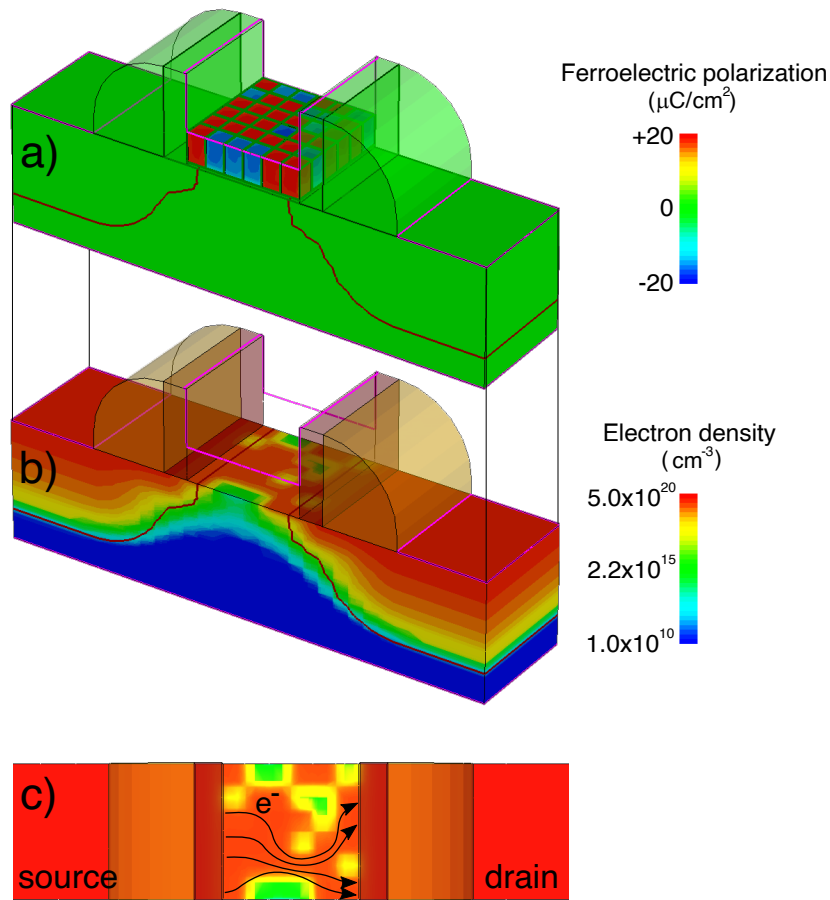 a)
Ferroelectric polarization
(μC/cm²)
+20
0
-20
b)
Electron density
(cm⁻³)
5.0x10²⁰
2.2x10¹⁵
1.0x10¹⁰
c)
e⁻
source
drain